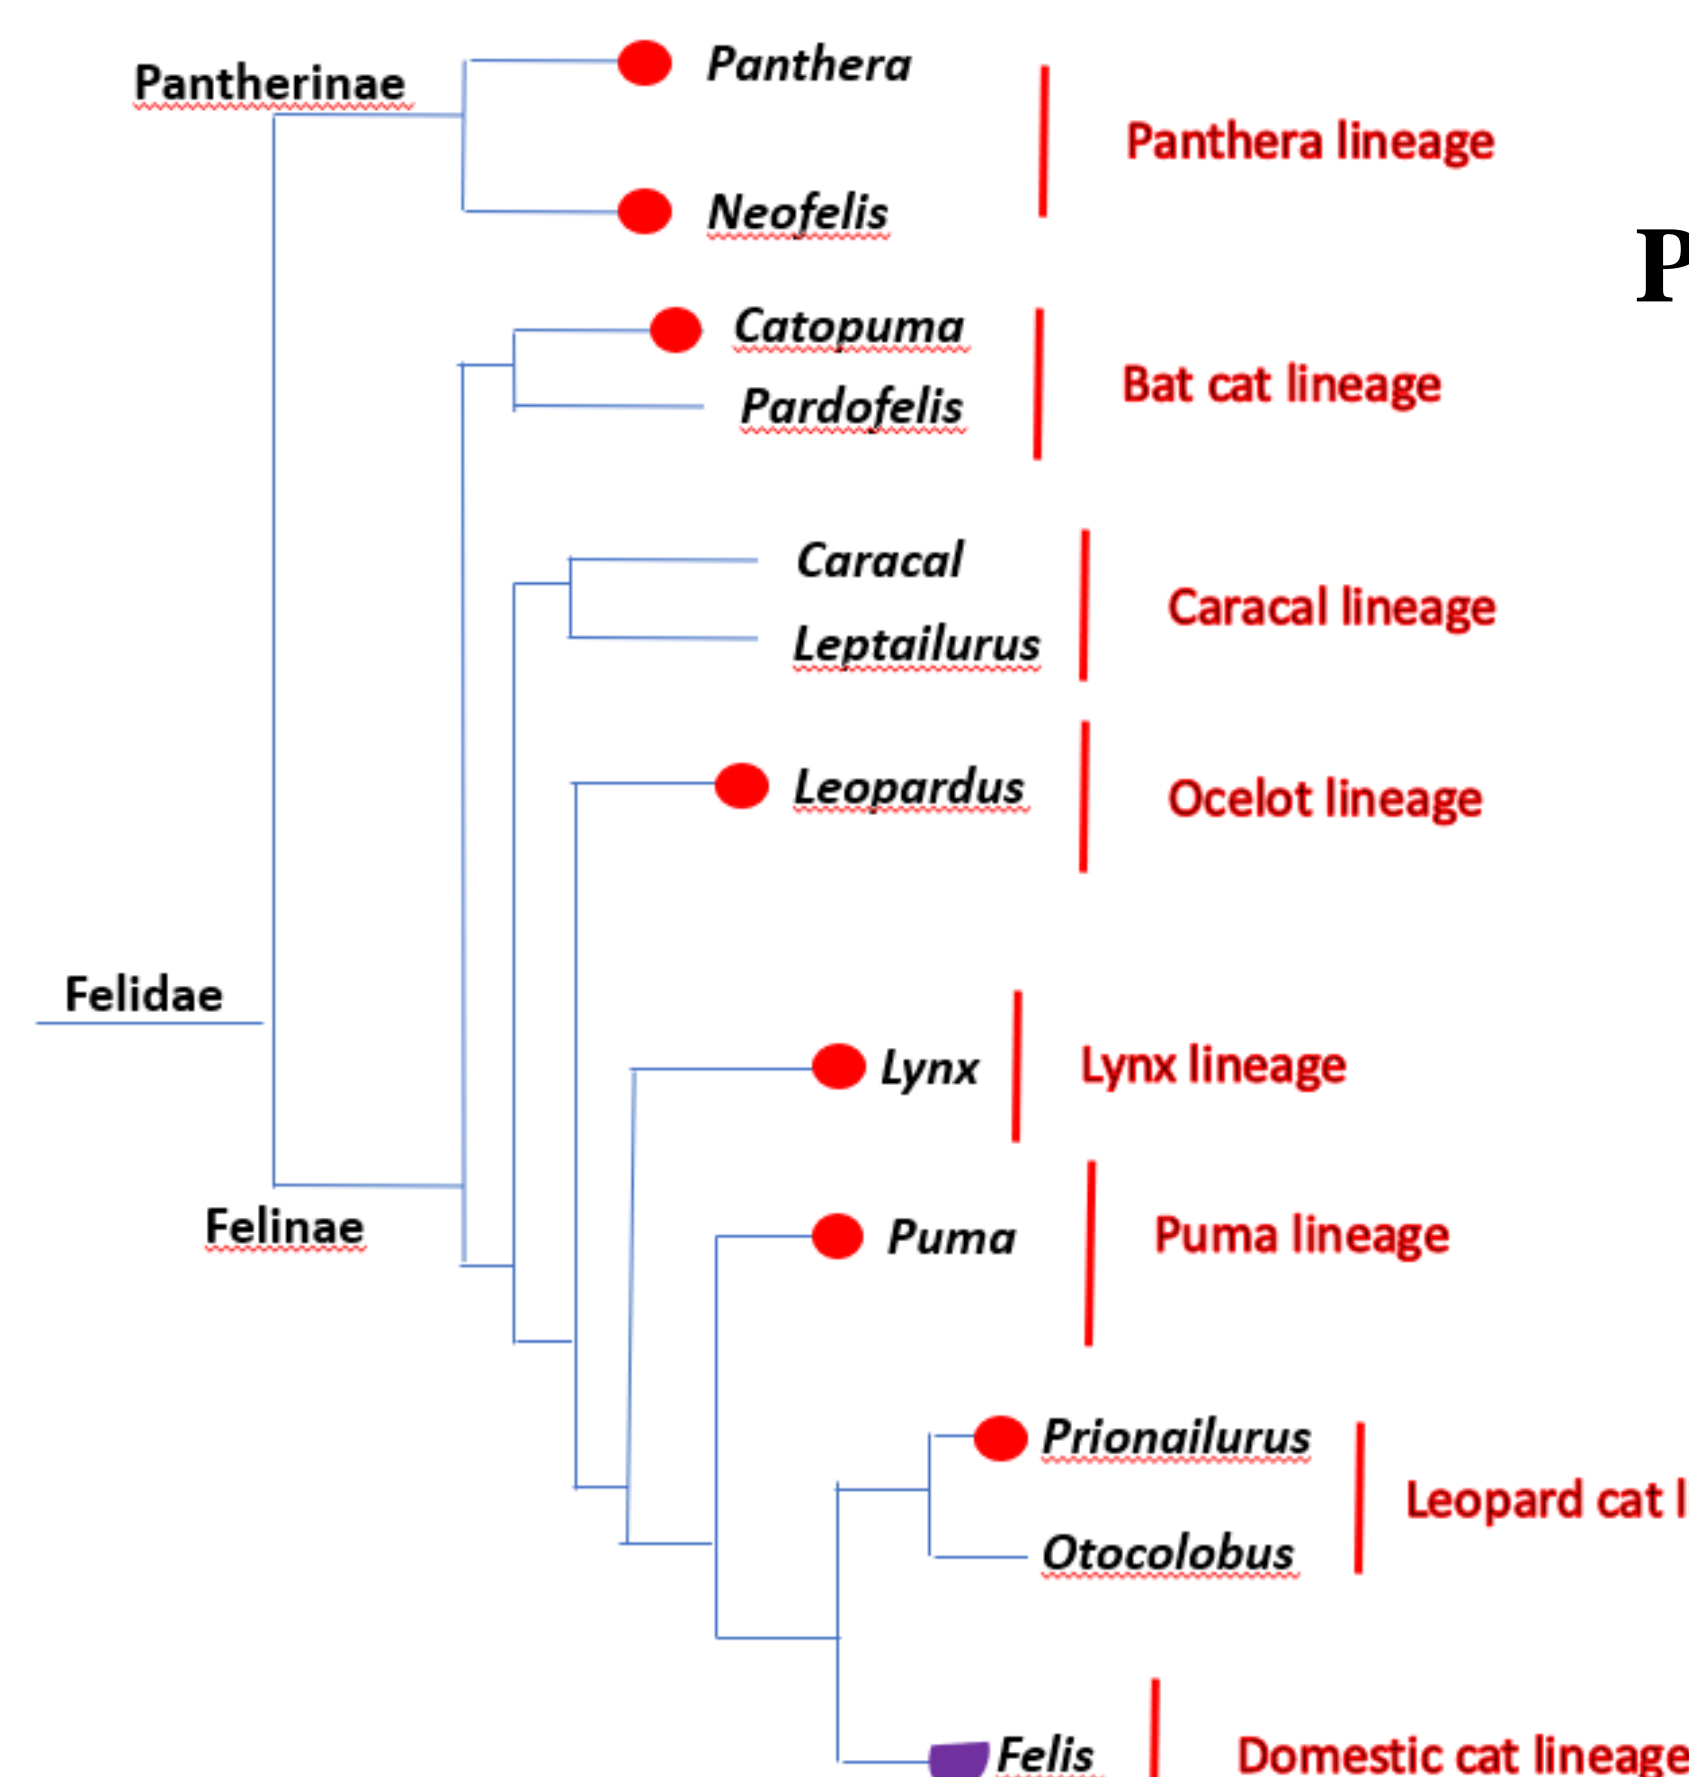 Pantherinae
Panthera
Panthera lineage
Neofelis
P
Catopuma
Bat cat lineage
Pardofelis
Caracal
Caracal lineage
Leptailurus
Leopardus
Ocelot lineage
Felidae
Lynx
Lynx lineage
Felinae
Puma
Puma lineage
Prionailurus
Leopard cat l
Otocolobus
Felis
Domestic cat lineage